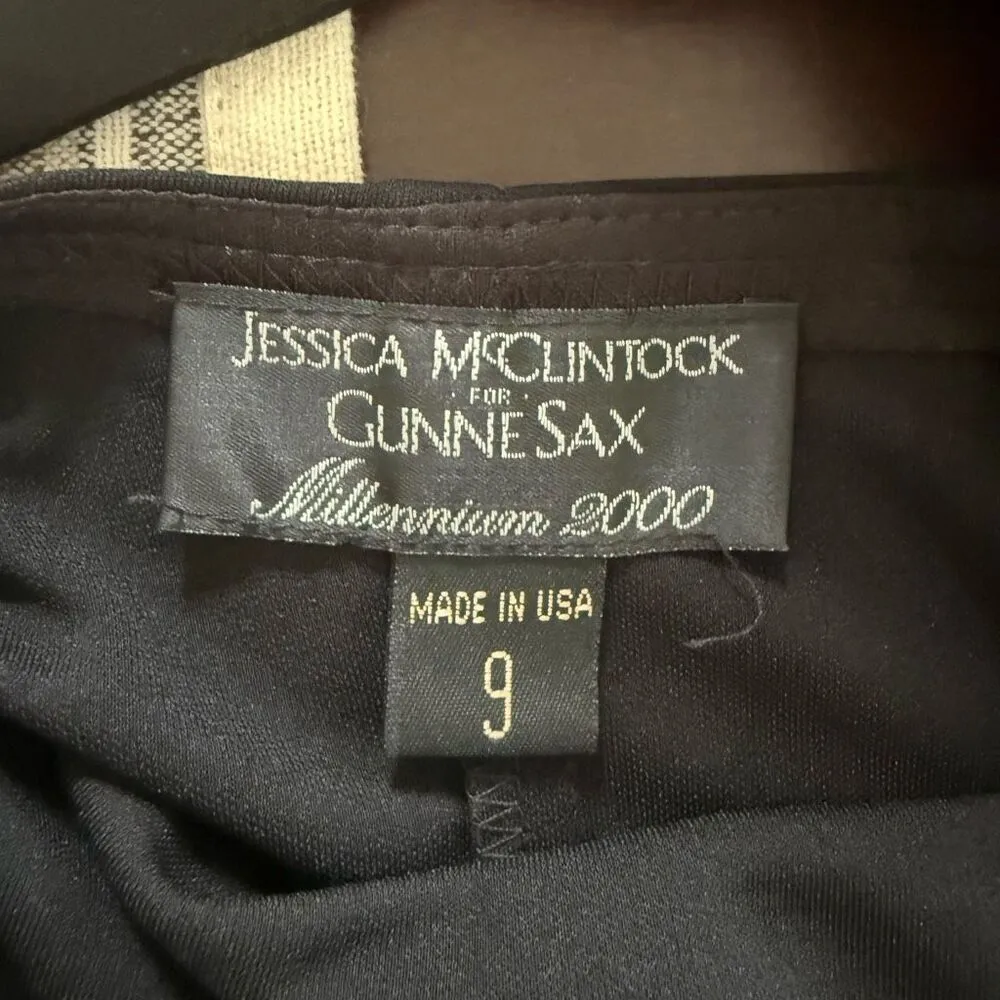 JESSICA McCLINTOCK
· FOR ·
GUNNE SAX
Millennium 2000
MADE IN USA
9